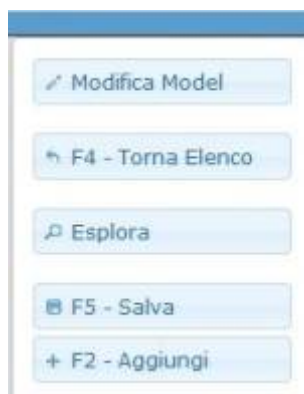 Modifica Model
F4 - Torna Elenco
Esplora
F5 - Salva
F2 - Aggiungi